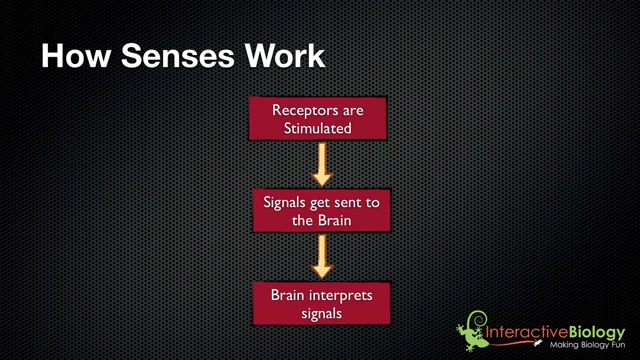 How Senses Work
Receptors are
Stimulated
Signals get sent to
the Brain
Brain interprets
signals
InteractiveBiology
Making Biology Fun